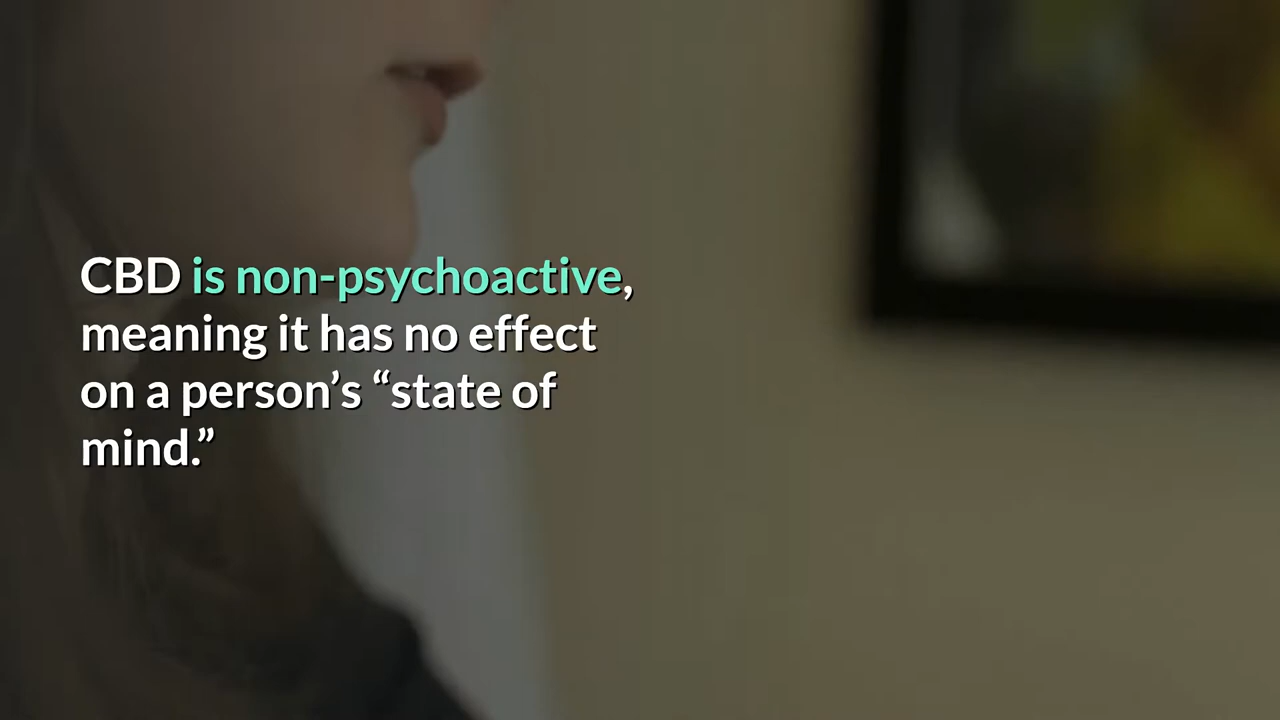 CBD is non-psychoactive,
meaning it has no effect
on a person’s “state of
mind.”